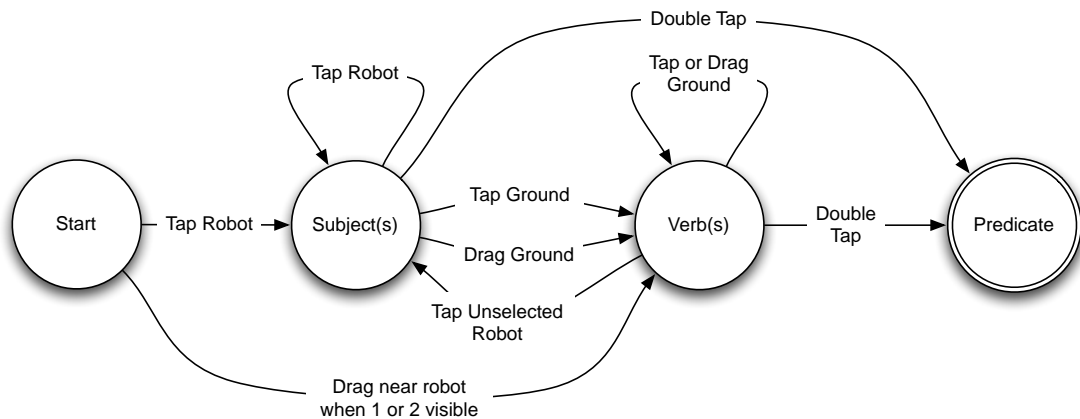 Double Tap
Tap Robot
Tap or Drag
Ground
Start
Tap Robot
Subject(s)
Tap Ground
Drag Ground
Tap Unselected
Robot
Verb(s)
Double
Tap
Predicate
Drag near robot
when 1 or 2 visible